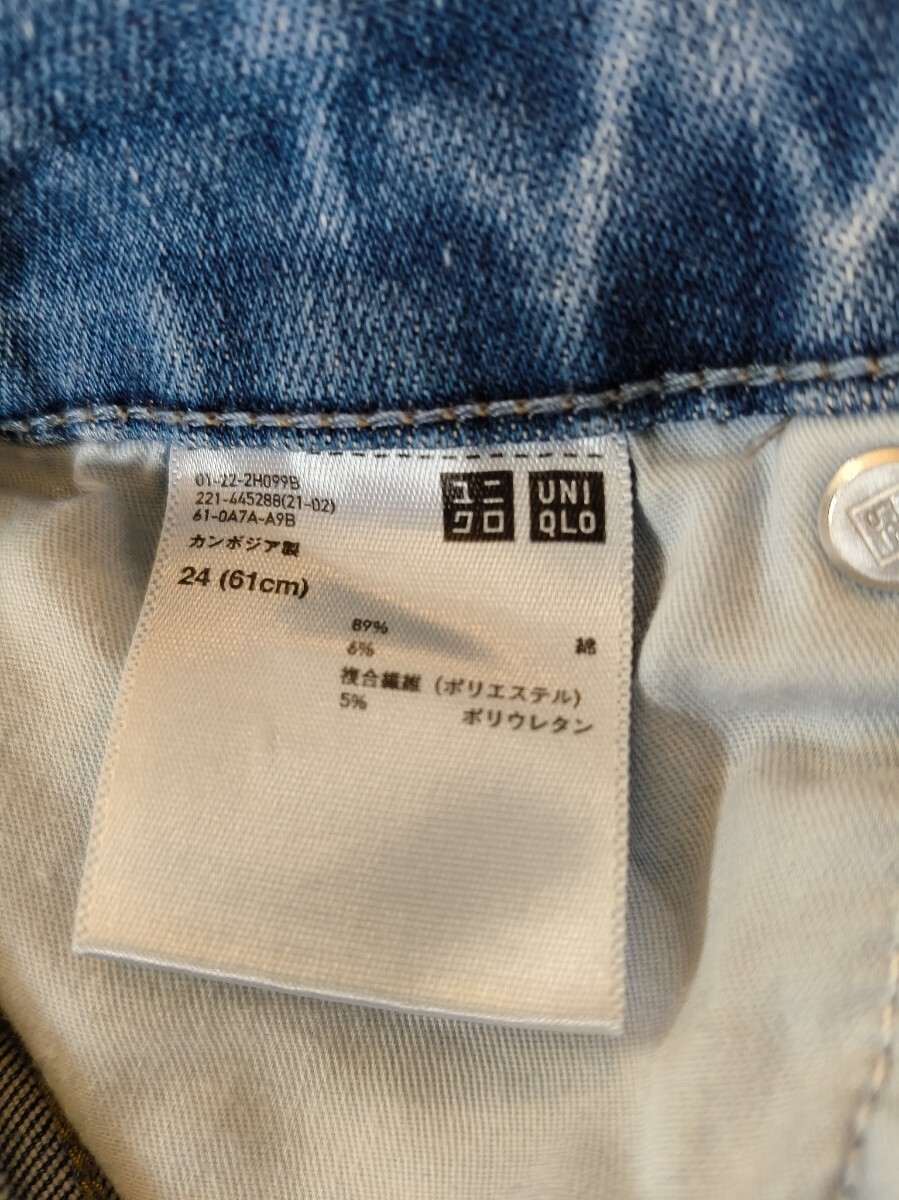 01-22-2H099B
221-445288(21-02)
61-0A7A-A9B
ユニ
クロ
UNI
QLO
カンボジア製
24 (61cm)
89%
綿
6%
複合繊維 (ポリエステル)
5%
ポリウレタン